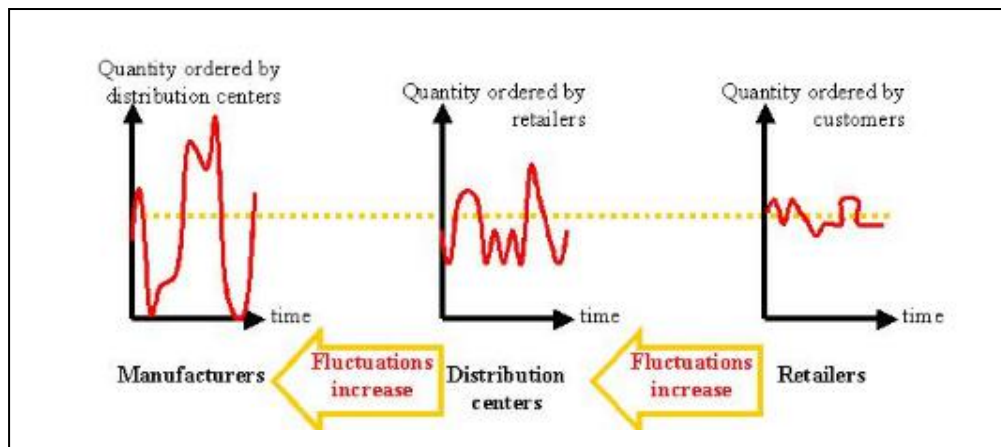 Quantity ordered by
distribution centers
Quantity ordered by
retailers
Quantity ordered by
customers
time
time
time
Manufacturers
Fluctuations
increase
Distribution
centers
Fluctuations
increase
Retailers